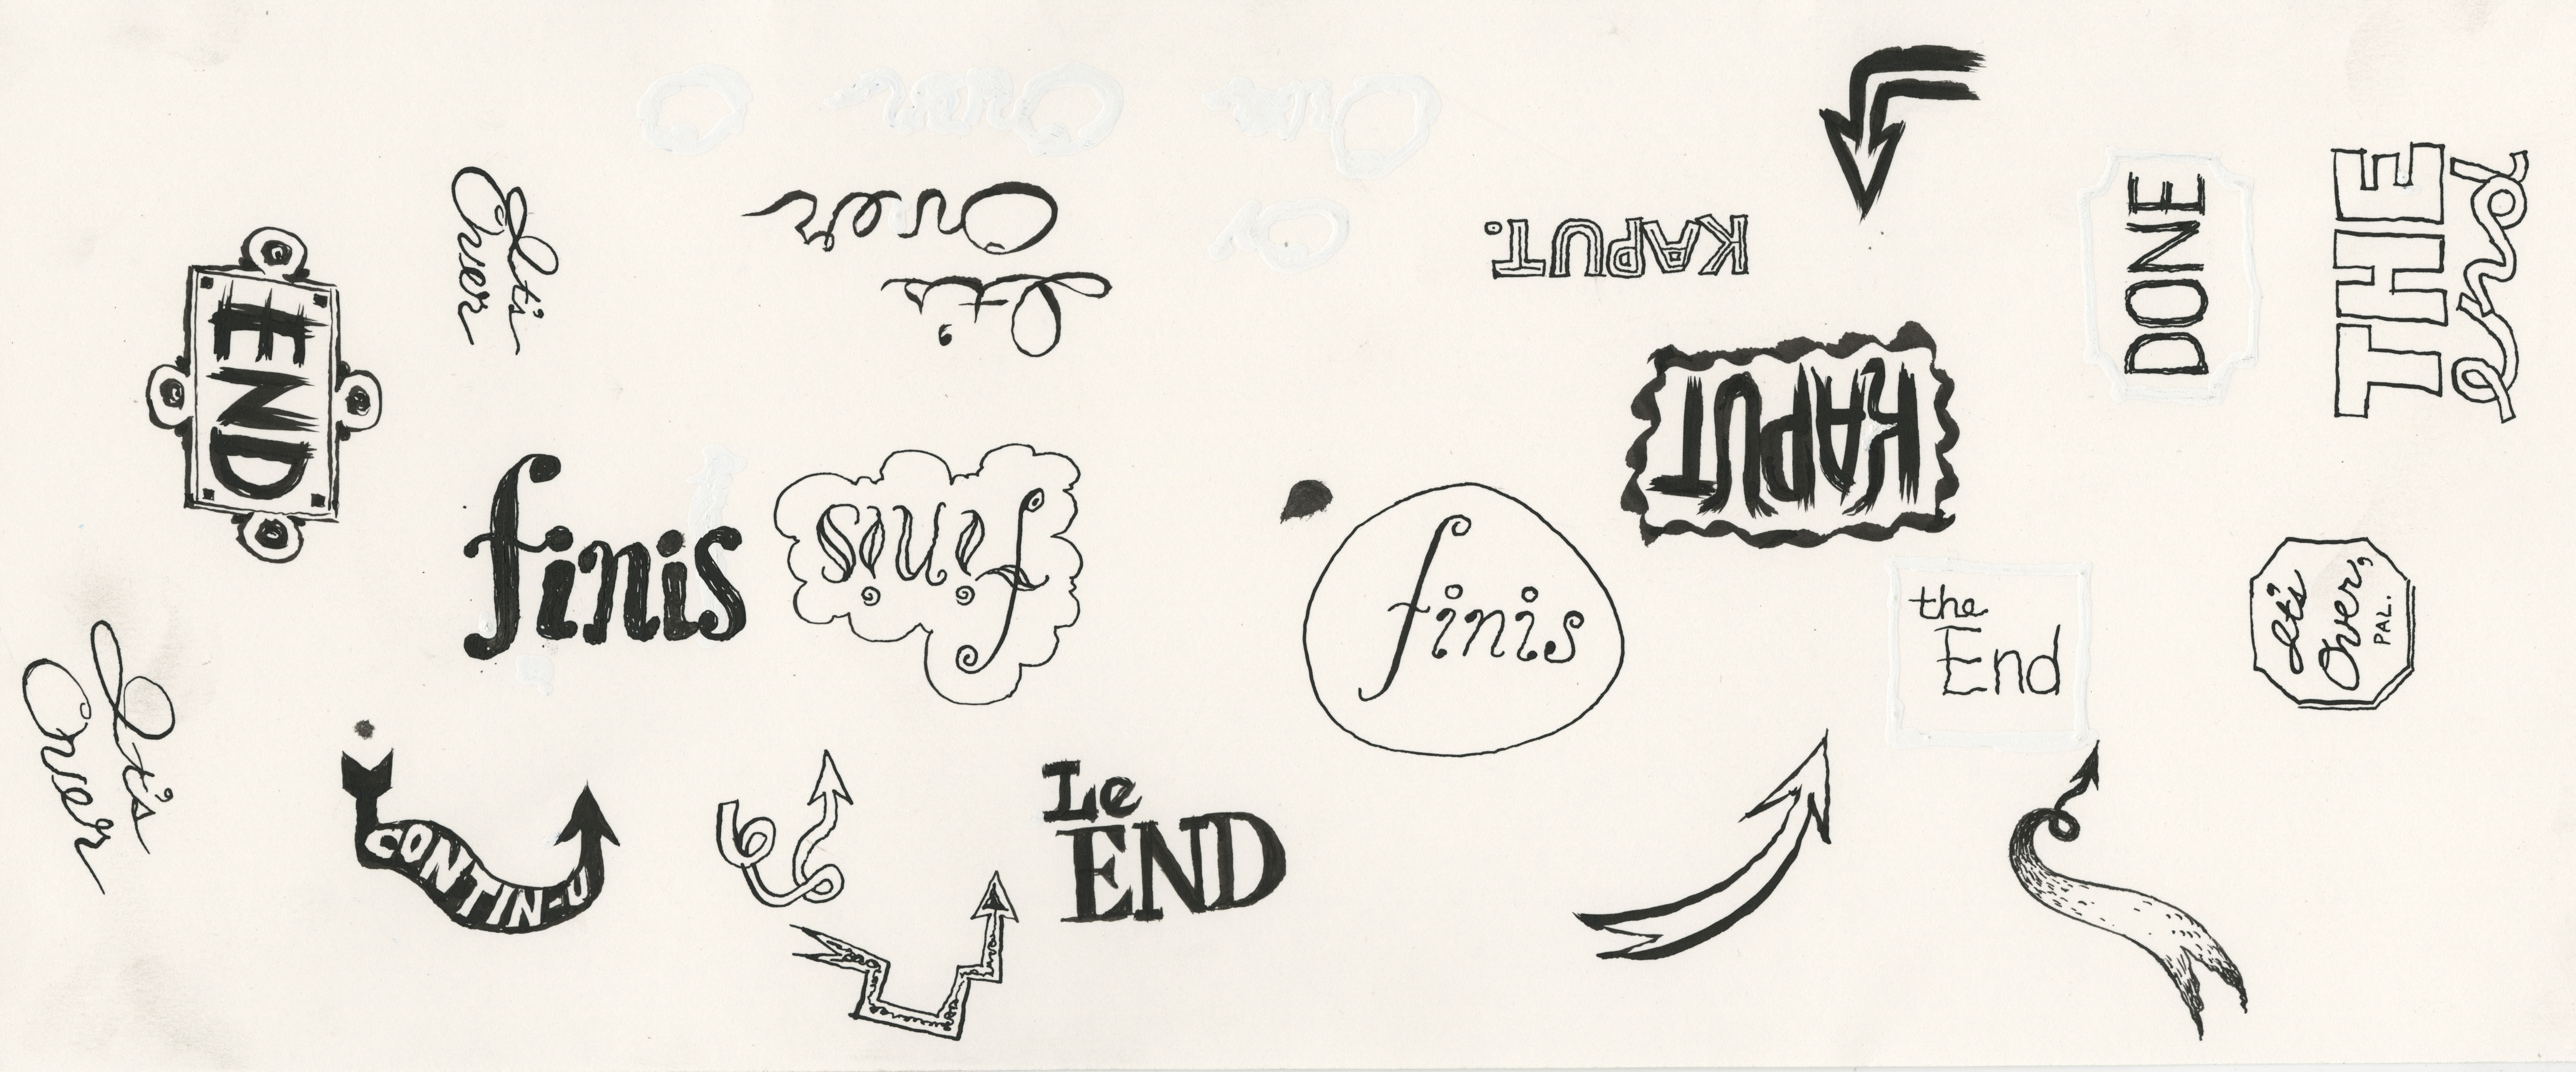 END
It's
Over
It's
Over
KAPUT.
DONE
THE
end
KAPUT
finis
finis
finis
the
End
It's
Over,
PAL.
It's
Over
CONTIN-U
Le
END